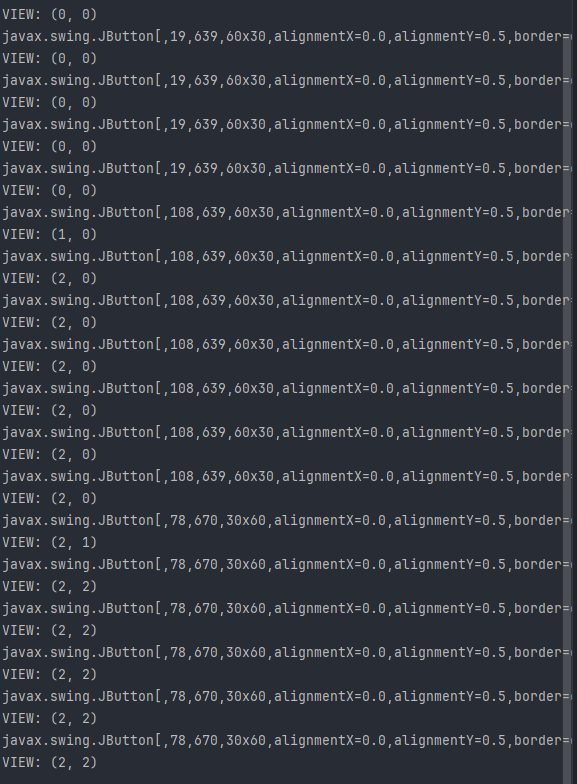 VIEW: (0, 0)
javax.swing.JButton[,19,639,60x30,alignmentX=0.0,alignmentY=0.5,border=
VIEW: (0, 0)
javax.swing.JButton[,19,639,60x30,alignmentX=0.0,alignmentY=0.5,border=
VIEW: (0, 0)
javax.swing.JButton[,19,639,60x30,alignmentX=0.0,alignmentY=0.5,border=
VIEW: (0, 0)
javax.swing.JButton[,19,639,60x30,alignmentX=0.0,alignmentY=0.5,border=
VIEW: (0, 0)
javax.swing.JButton[,108,639,60x30,alignmentX=0.0,alignmentY=0.5,border=
VIEW: (1, 0)
javax.swing.JButton[,108,639,60x30,alignmentX=0.0,alignmentY=0.5,border=
VIEW: (2, 0)
javax.swing.JButton[,108,639,60x30,alignmentX=0.0,alignmentY=0.5,border=
VIEW: (2, 0)
javax.swing.JButton[,108,639,60x30,alignmentX=0.0,alignmentY=0.5,border=
VIEW: (2, 0)
javax.swing.JButton[,108,639,60x30,alignmentX=0.0,alignmentY=0.5,border=
VIEW: (2, 0)
javax.swing.JButton[,108,639,60x30,alignmentX=0.0,alignmentY=0.5,border=
VIEW: (2, 0)
javax.swing.JButton[,108,639,60x30,alignmentX=0.0,alignmentY=0.5,border=
VIEW: (2, 0)
javax.swing.JButton[,78,670,30x60,alignmentX=0.0,alignmentY=0.5,border=
VIEW: (2, 1)
javax.swing.JButton[,78,670,30x60,alignmentX=0.0,alignmentY=0.5,border=
VIEW: (2, 2)
javax.swing.JButton[,78,670,30x60,alignmentX=0.0,alignmentY=0.5,border=
VIEW: (2, 2)
javax.swing.JButton[,78,670,30x60,alignmentX=0.0,alignmentY=0.5,border=
VIEW: (2, 2)
javax.swing.JButton[,78,670,30x60,alignmentX=0.0,alignmentY=0.5,border=
VIEW: (2, 2)
javax.swing.JButton[,78,670,30x60,alignmentX=0.0,alignmentY=0.5,border=
VIEW: (2, 2)